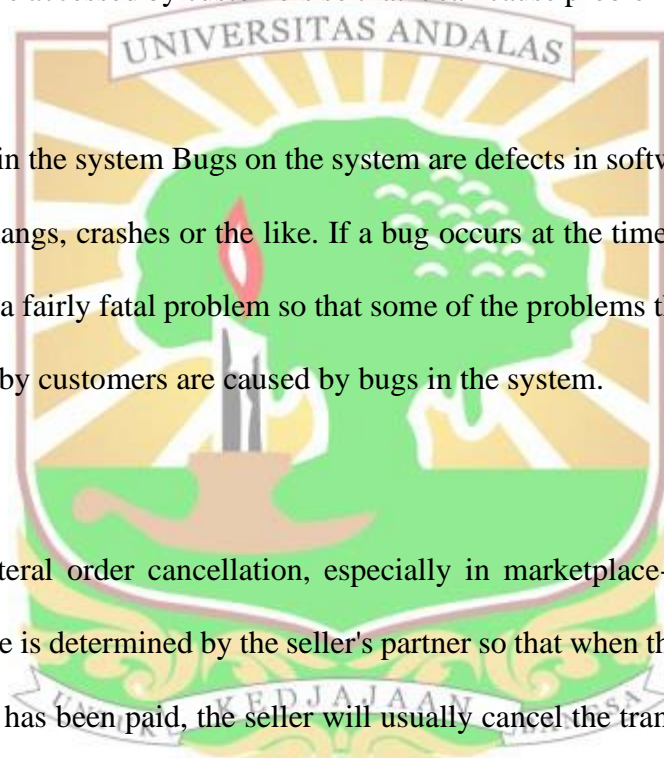 UNIVERSITAS ANDALAS
in the system Bugs on the system are defects in softw
angs, crashes or the like. If a bug occurs at the time
a fairly fatal problem so that some of the problems th
by customers are caused by bugs in the system.
teral order cancellation, especially in marketplace-
e is determined by the seller's partner so that when th
has been paid, the seller will usually cancel the tran
UNTUK KEDJAJAAN BANGSA